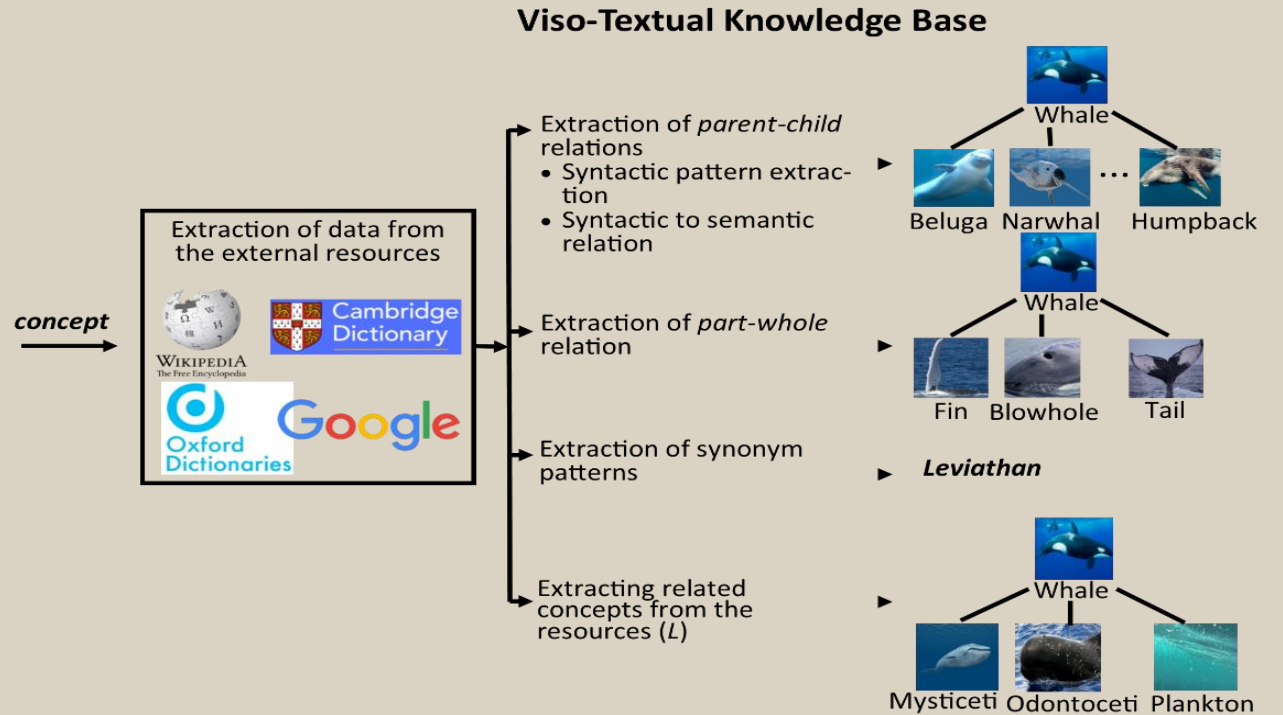 Viso-Textual Knowledge Base
concept
Extraction of data from
the external resources
WIKIPEDIA
The Free Encyclopedia
Cambridge
Dictionary
Oxford
Dictionaries
Google
Extraction of parent-child
relations
• Syntactic pattern extrac-
tion
• Syntactic to semantic
relation
Whale
Beluga Narwhal ... Humpback
Extraction of part-whole
relation
Whale
Fin Blowhole Tail
Extraction of synonym
patterns
Leviathan
Extracting related
concepts from the
resources (L)
Whale
Mysticeti Odontoceti Plankton